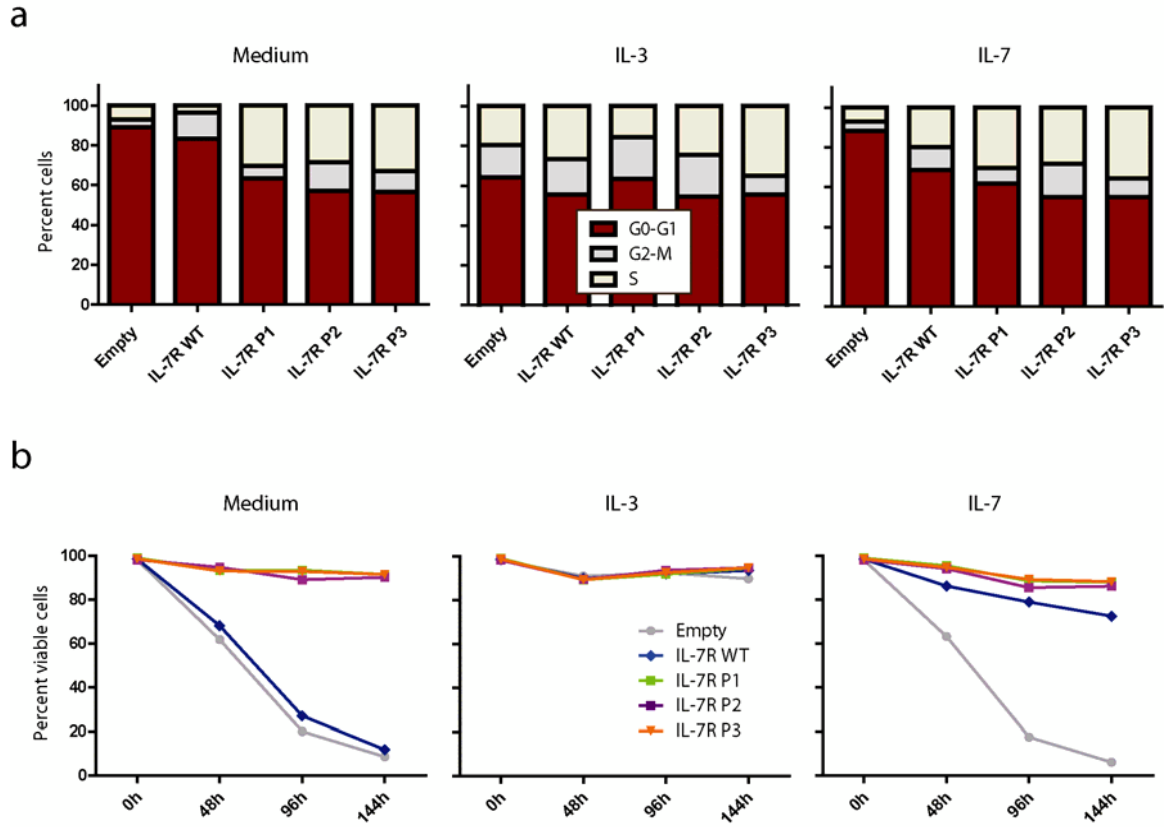 a
Medium
IL-3
IL-7
Percent cells
100
80
60
40
20
0
G0-G1
G2-M
S
Empty
IL-7R WT
IL-7R P1
IL-7R P2
IL-7R P3
Empty
IL-7R WT
IL-7R P1
IL-7R P2
IL-7R P3
Empty
IL-7R WT
IL-7R P1
IL-7R P2
IL-7R P3
b
Medium
IL-3
IL-7
Percent viable cells
100
80
60
40
20
0
Empty
IL-7R WT
IL-7R P1
IL-7R P2
IL-7R P3
0h
48h
96h
144h
0h
48h
96h
144h
0h
48h
96h
144h